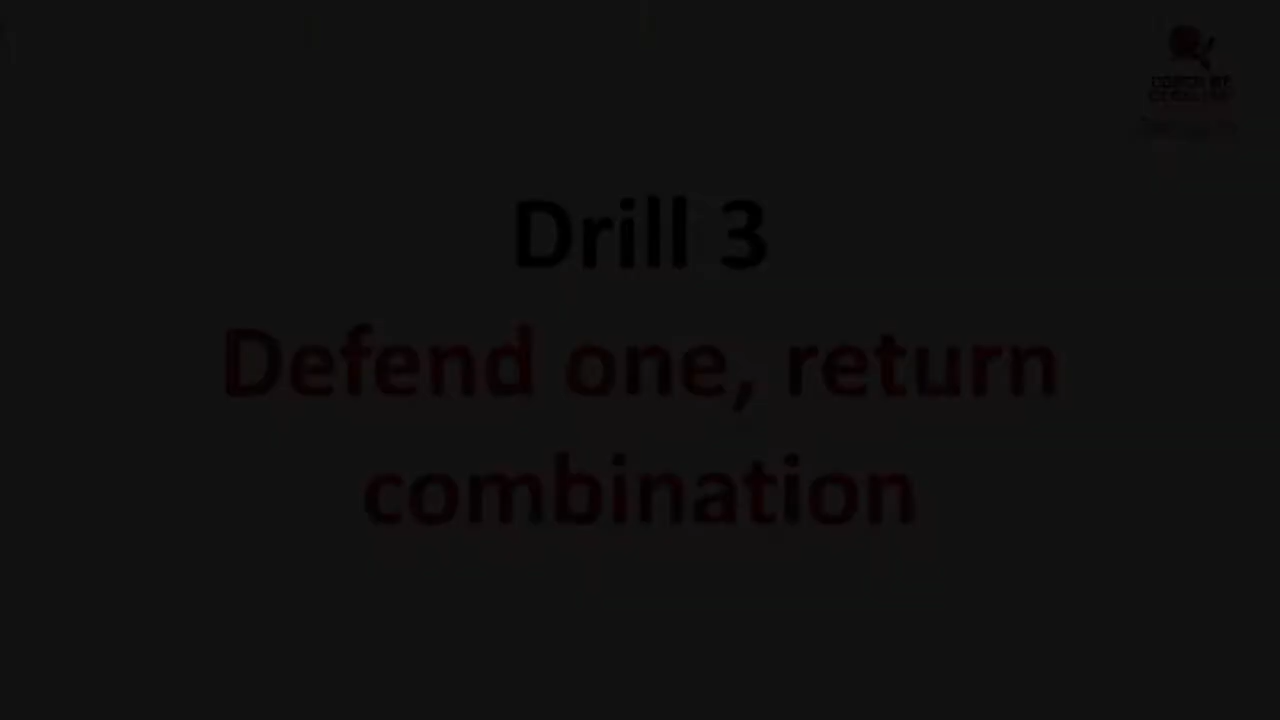 Drill 3
Defend one, return
combination